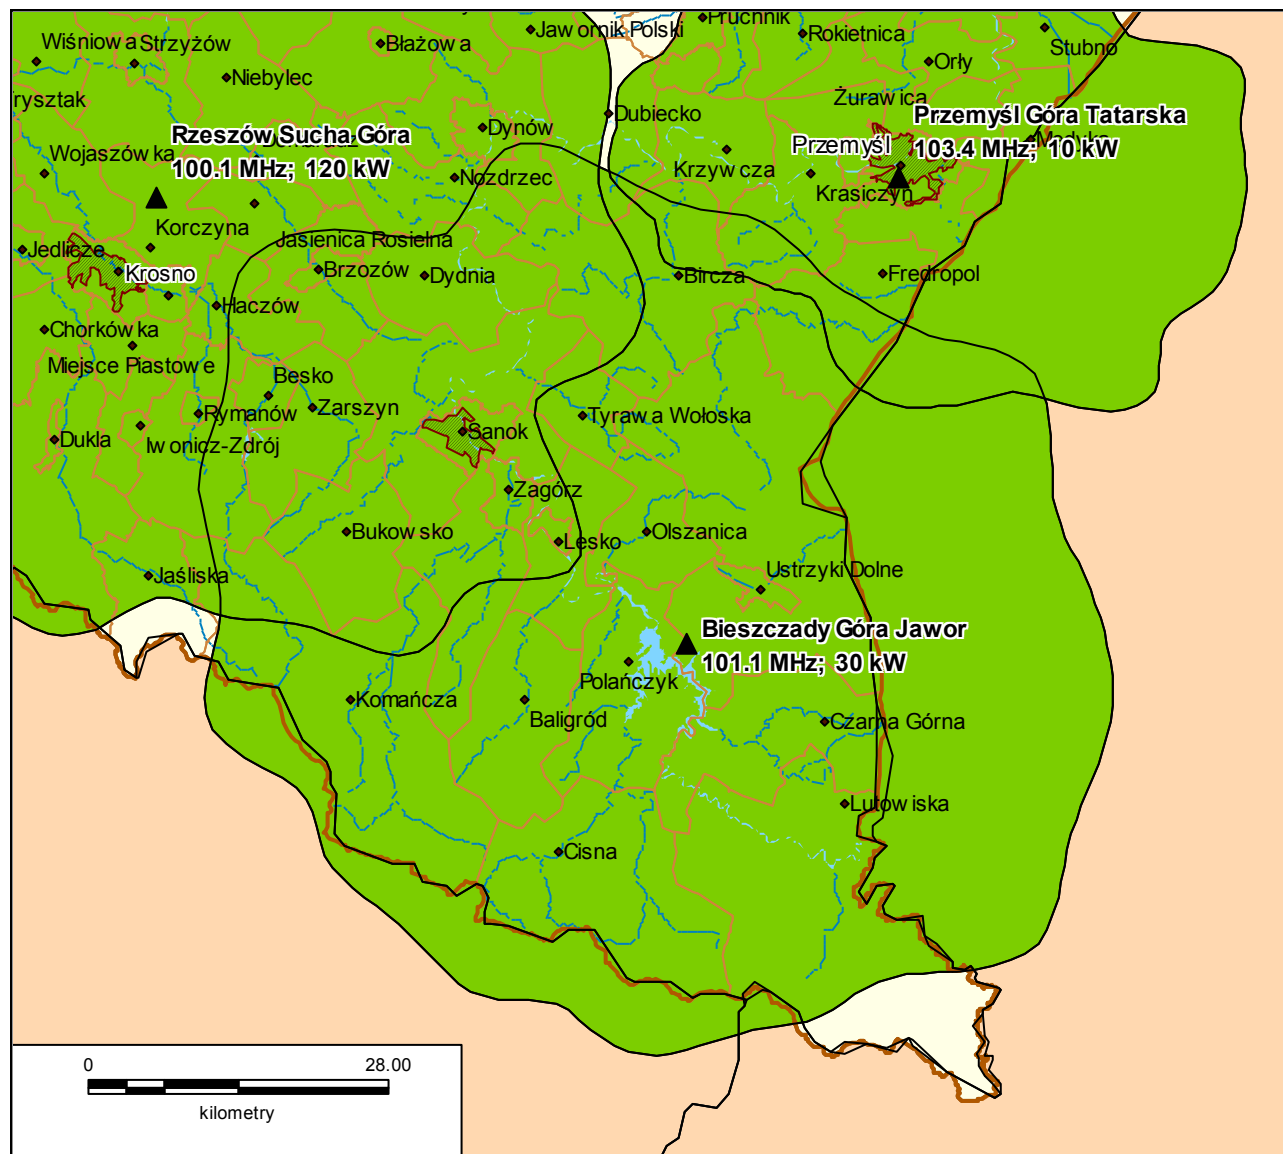 Jawornik Polski
Pruchnik
Rokietnica
Stubno
Wiśniowa
Strzyżów
Błażowa
Niebylec
Orły
rysztak
Żurawica
Dubiecko
Dynów
Przemyśl Góra Tatarska
103.4 MHz; 10 kW
Medyka
Rzeszów Sucha Góra
100.1 MHz; 120 kW
Domaradz
Wojaszówka
Przemyśl
Krzywcza
Krasiczyn
Nozdrzec
Korczyna
Jasienica Rosielna
Jedlicze
Krosno
Brzozów
Dydnia
Bircza
Fredropol
Haczów
Chorkówka
Miejsce Piastowe
Besko
Rymanów
Zarszyn
Tyrawa Wołoska
Dukla
Iwonicz-Zdrój
Sanok
Zagórz
Bukowsko
Lesko
Olszanica
Jaśliska
Ustrzyki Dolne
Bieszczady Góra Jawor
101.1 MHz; 30 kW
Polańczyk
Komańcza
Baligród
Czarna Górna
Lutowiska
Cisna
0
28.00
kilometry